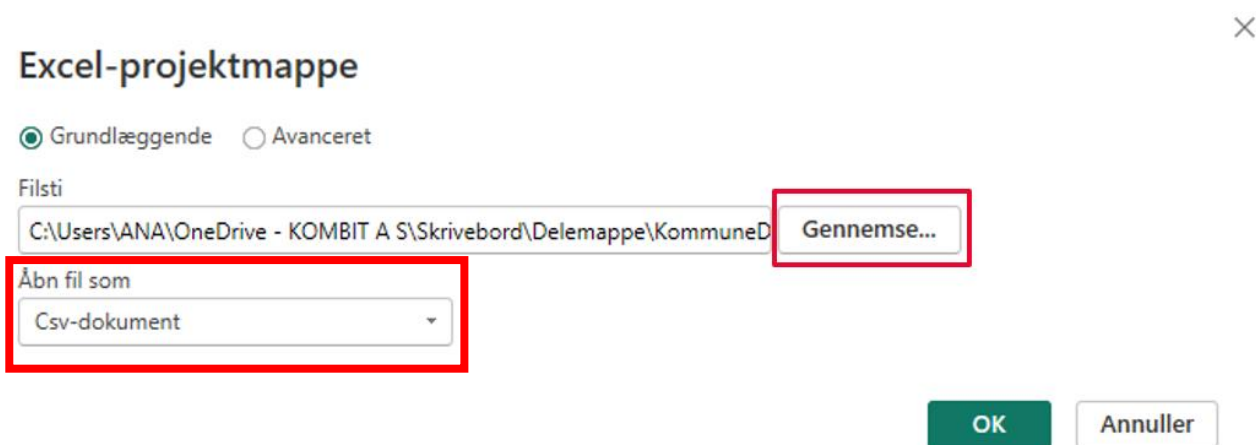 Excel-projektmappe
Grundlæggende Avanceret
Filsti
C:\Users\ANA\OneDrive - KOMBIT A S\Skrivebord\Delemappe\KommuneD Gennemse...
Åbn fil som
Csv-dokument
OK Annuller